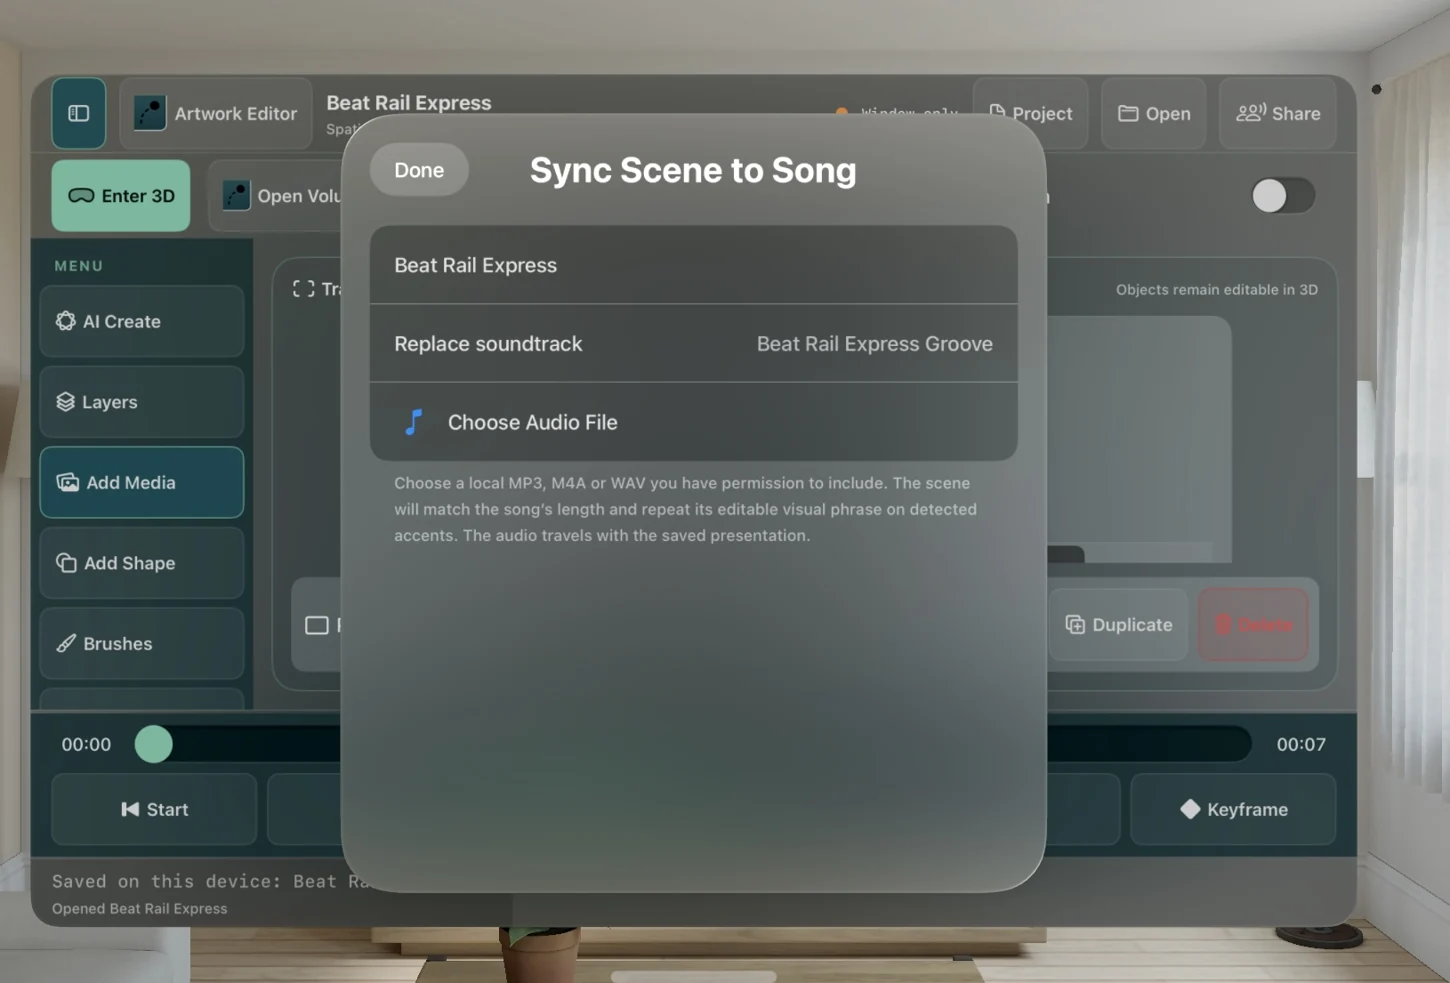 Artwork Editor
Beat Rail Express
Window only
Project
Open
Share
Enter 3D
Open
Done
Sync Scene to Song
Beat Rail Express
Replace soundtrack
Beat Rail Express Groove
Choose Audio File
Choose a local MP3, M4A or WAV you have permission to include. The scene
will match the song's length and repeat its editable visual phrase on detected
accents. The audio travels with the saved presentation.
MENU
AI Create
Layers
Add Media
Add Shape
Brushes
Objects remain editable in 3D
Duplicate
Delete
00:00
00:07
Start
Keyframe
Saved on this device: Beat
Opened Beat Rail Express